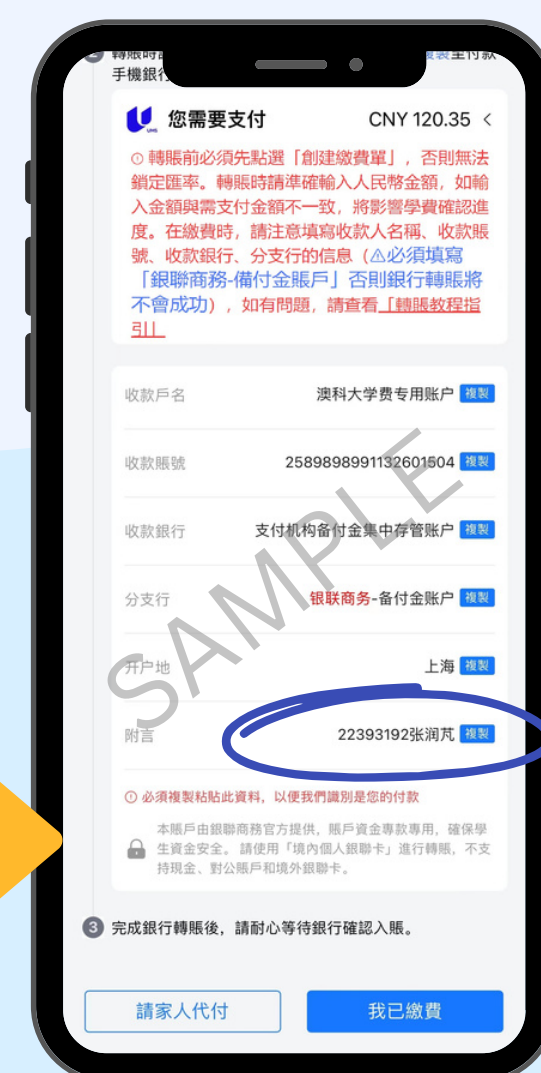 2 轉賬時
手機銀行
UMS 您需要支付 CNY 120.35 <
轉賬前必須先點選「創建繳費單」,否則無法
鎖定匯率。轉賬時請準確輸入人民幣金額,如輸
入金額與需支付金額不一致,將影響學費確認進
度。在繳費時,請注意填寫收款人名稱、收款賬
號、收款銀行、分支行的信息(⚠必須填寫
「銀聯商務-備付金賬戶」否則銀行轉賬將
不會成功),如有問題,請查看「轉賬教程指
引」
收款戶名 澳科大学费专用账户 複製
收款賬號 2589898991132601504 複製
收款銀行 支付机构备付金集中存管账户 複製
分支行 银联商务-备付金账户 複製
开户地 上海 複製
附言 22393192张润芃 複製
SAMPLE
必須複製粘貼此資料,以便我們識別是您的付款
本賬戶由銀聯商務官方提供,賬戶資金專款專用,確保學
生資金安全。請使用「境內個人銀聯卡」進行轉賬,不支
持現金、對公賬戶和境外銀聯卡。
3 完成銀行轉賬後,請耐心等待銀行確認入賬。
請家人代付 我已繳費